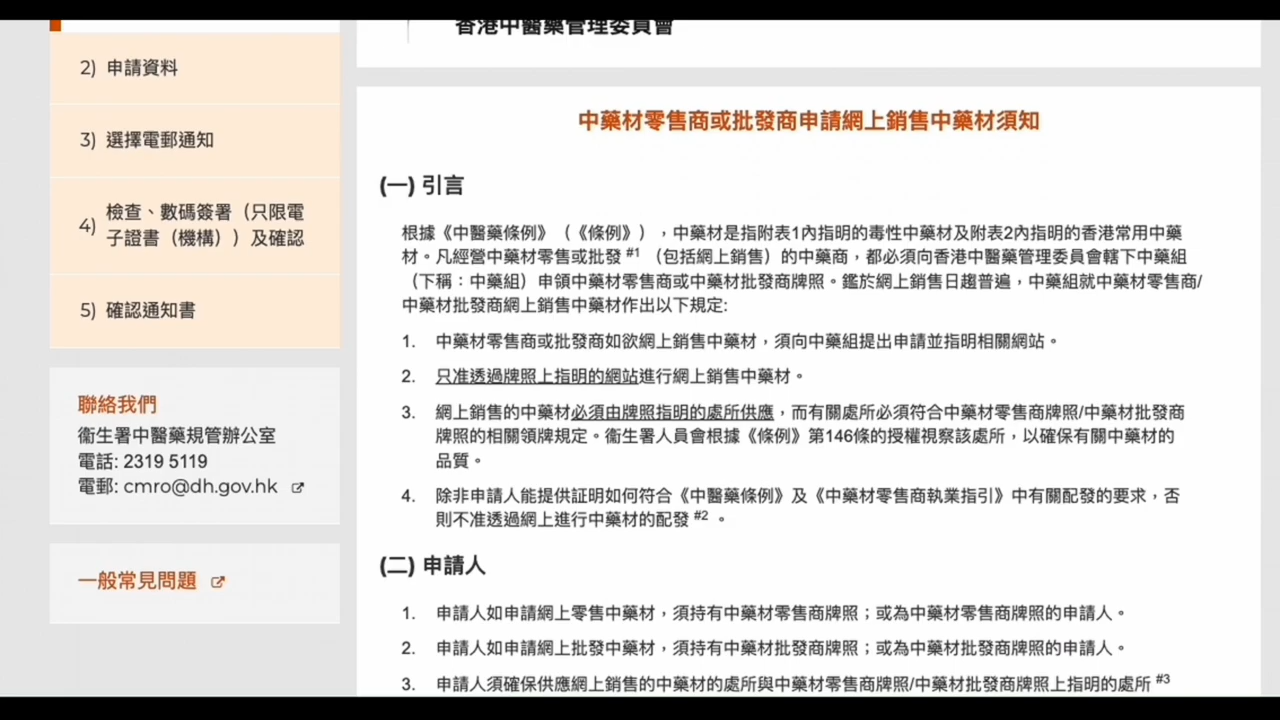 香港中醫藥管理委員會
2) 申請資料
3) 選擇電郵通知
4) 檢查、數碼簽署（只限電
子證書（機構））及確認
5) 確認通知書
聯絡我們
衞生署中醫藥規管辦公室
電話: 2319 5119
電郵: cmro@dh.gov.hk
一般常見問題
中藥材零售商或批發商申請網上銷售中藥材須知
(一) 引言
根據《中醫藥條例》（《條例》），中藥材是指附表1內指明的毒性中藥材及附表2內指明的香港常用中藥
材。凡經營中藥材零售或批發 #1 （包括網上銷售）的中藥商，都必須向香港中醫藥管理委員會轄下中藥組
（下稱：中藥組）申領中藥材零售商或中藥材批發商牌照。鑑於網上銷售日趨普遍，中藥組就中藥材零售商/
中藥材批發商網上銷售中藥材作出以下規定:
1. 中藥材零售商或批發商如欲網上銷售中藥材，須向中藥組提出申請並指明相關網站。
2. 只准透過牌照上指明的網站進行網上銷售中藥材。
3. 網上銷售的中藥材必須由牌照指明的處所供應，而有關處所必須符合中藥材零售商牌照/中藥材批發商
牌照的相關領牌規定。衞生署人員會根據《條例》第146條的授權視察該處所，以確保有關中藥材的
品質。
4. 除非申請人能提供証明如何符合《中醫藥條例》及《中藥材零售商執業指引》中有關配發的要求，否
則不准透過網上進行中藥材的配發 #2 。
(二) 申請人
1. 申請人如申請網上零售中藥材，須持有中藥材零售商牌照；或為中藥材零售商牌照的申請人。
2. 申請人如申請網上批發中藥材，須持有中藥材批發商牌照；或為中藥材批發商牌照的申請人。
3. 申請人須確保供應網上銷售的中藥材的處所與中藥材零售商牌照/中藥材批發商牌照上指明的處所 #3